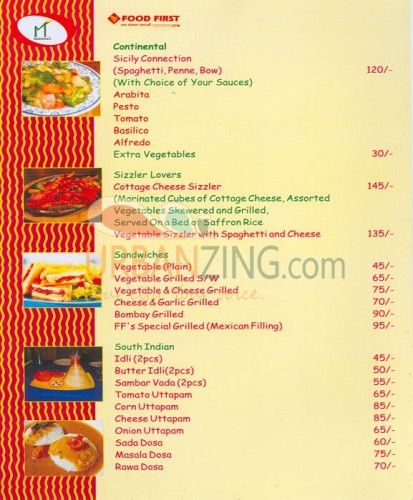 MT
FOOD FIRST
Continental
Sicily Connection
(Spaghetti, Penne, Bow) 120/-
(With Choice of Your Sauces)
Arabita
Pesto
Tomato
Basilico
Alfredo
Extra Vegetables 30/-
Sizzler Lovers
Cottage Cheese Sizzler 145/-
(Marinated Cubes of Cottage Cheese, Assorted
Vegetables Skewered and Grilled,
Served On a Bed of Saffron Rice
Vegetable Sizzler with Spaghetti and Cheese 135/-
URBANZING.com
Sandwiches
Vegetable (Plain) 45/-
Vegetable Grilled S/W 65/-
Vegetable & Cheese Grilled 75/-
Cheese & Garlic Grilled 70/-
Bombay Grilled 90/-
FF's Special Grilled (Mexican Filling) 95/-
South Indian
Idli (2pcs) 45/-
Butter Idli(2pcs) 50/-
Sambar Vada (2pcs) 55/-
Tomato Uttapam 65/-
Corn Uttapam 85/-
Cheese Uttapam 85/-
Onion Uttapam 65/-
Sada Dosa 60/-
Masala Dosa 75/-
Rawa Dosa 70/-